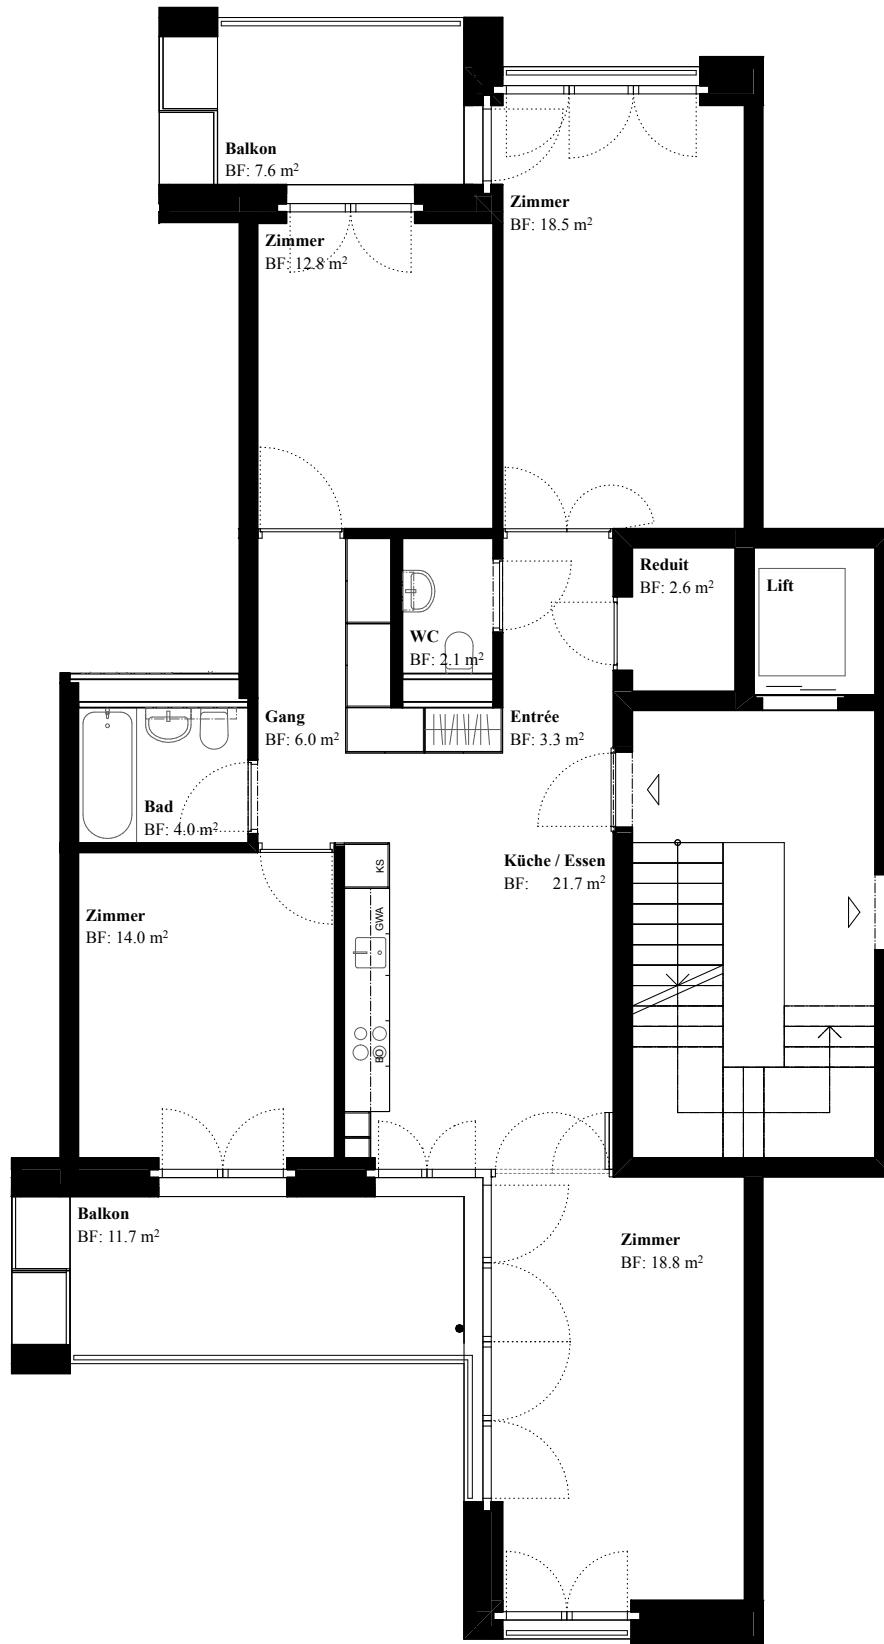 Balkon
BF: 7.6 m²
Zimmer
BF: 18.5 m²
Zimmer
BF: 12.8 m²
Reduit
BF: 2.6 m²
Lift
WC
BF: 2.1 m²
Gang
BF: 6.0 m²
Entrée
BF: 3.3 m²
Bad
BF: 4.0 m²
KS
Küche / Essen
BF: 21.7 m²
GWA
Zimmer
BF: 14.0 m²
BO
Balkon
BF: 11.7 m²
Zimmer
BF: 18.8 m²